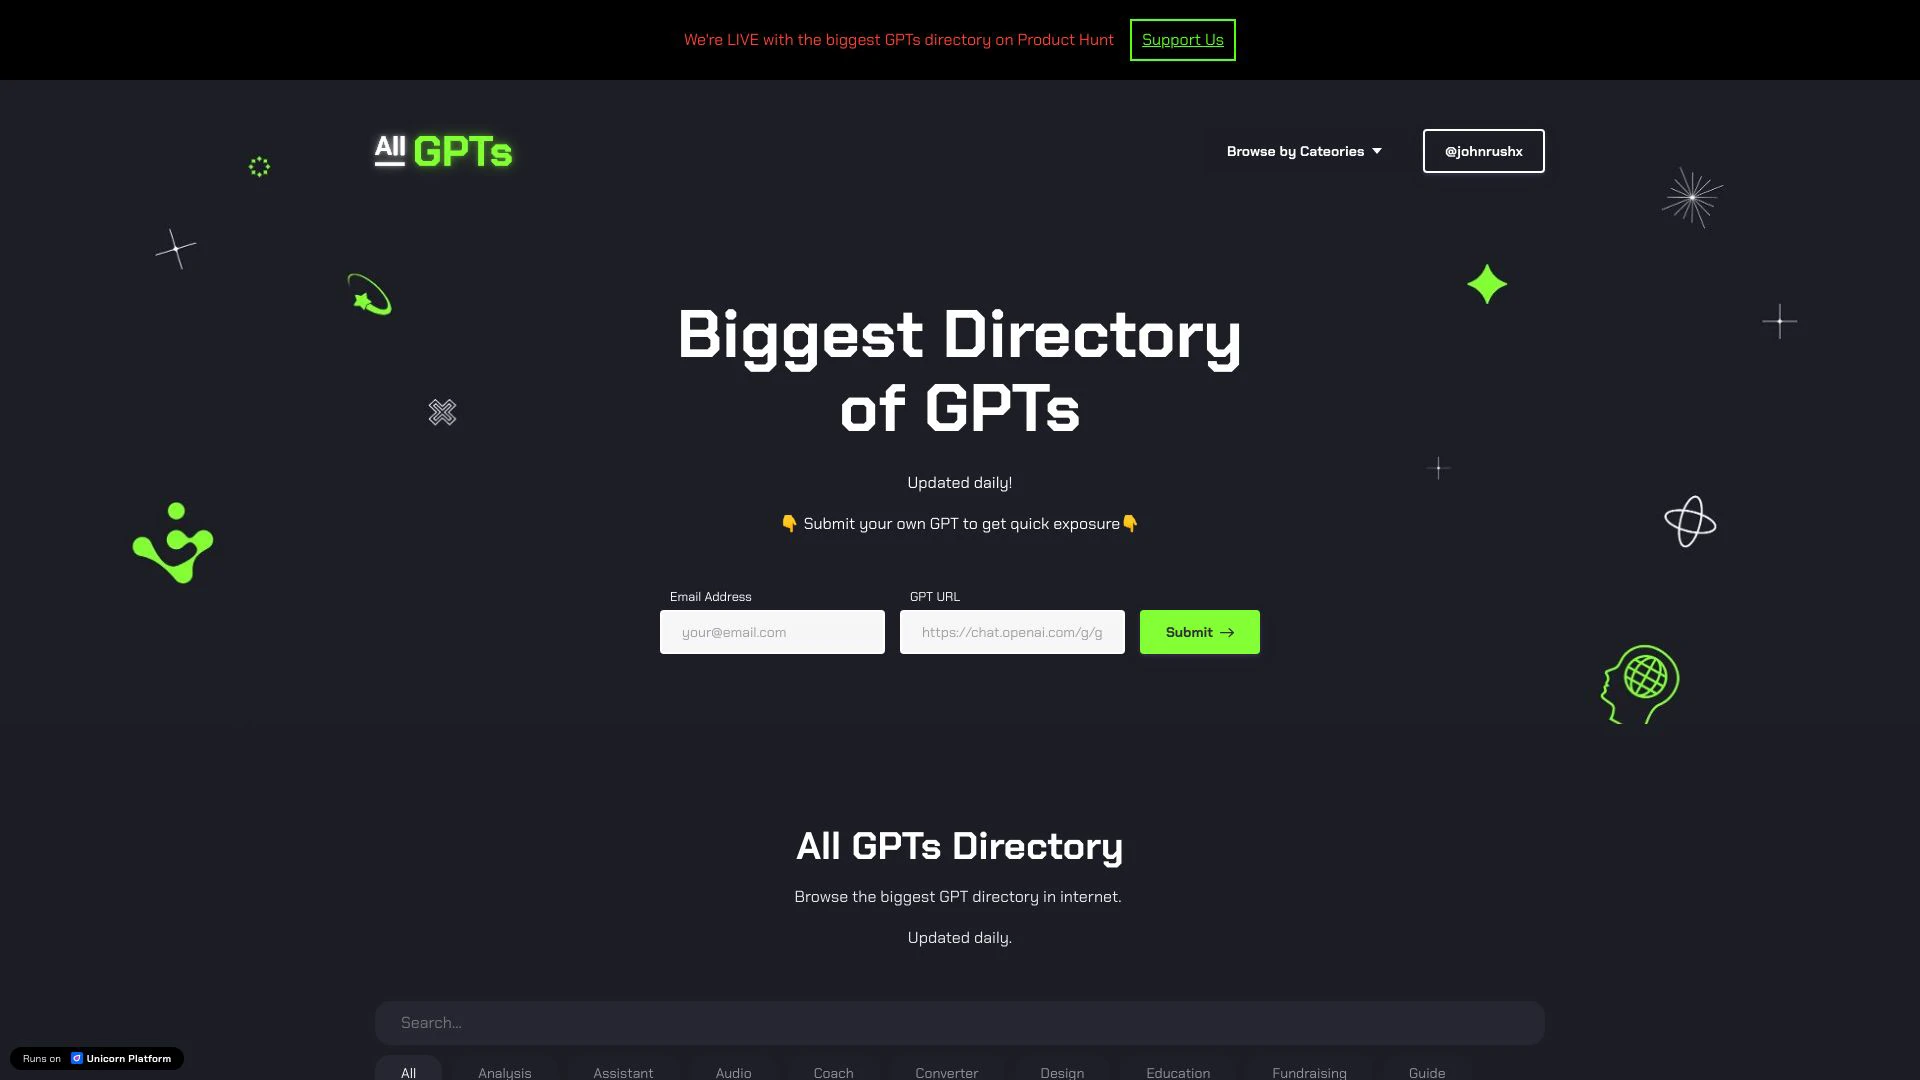 We're LIVE with the biggest GPTs directory on Product Hunt Support Us
All GPTs
Browse by Cateories
@johnrushx
Biggest Directory
of GPTs
Updated daily!
👇 Submit your own GPT to get quick exposure👇
Email Address
GPT URL
your@email.com
https://chat.openai.com/g/g
Submit →
All GPTs Directory
Browse the biggest GPT directory in internet.
Updated daily.
Search...
All Analysis Assistant Audio Coach Converter Design Education Fundraising Guide
Runs on Unicorn Platform